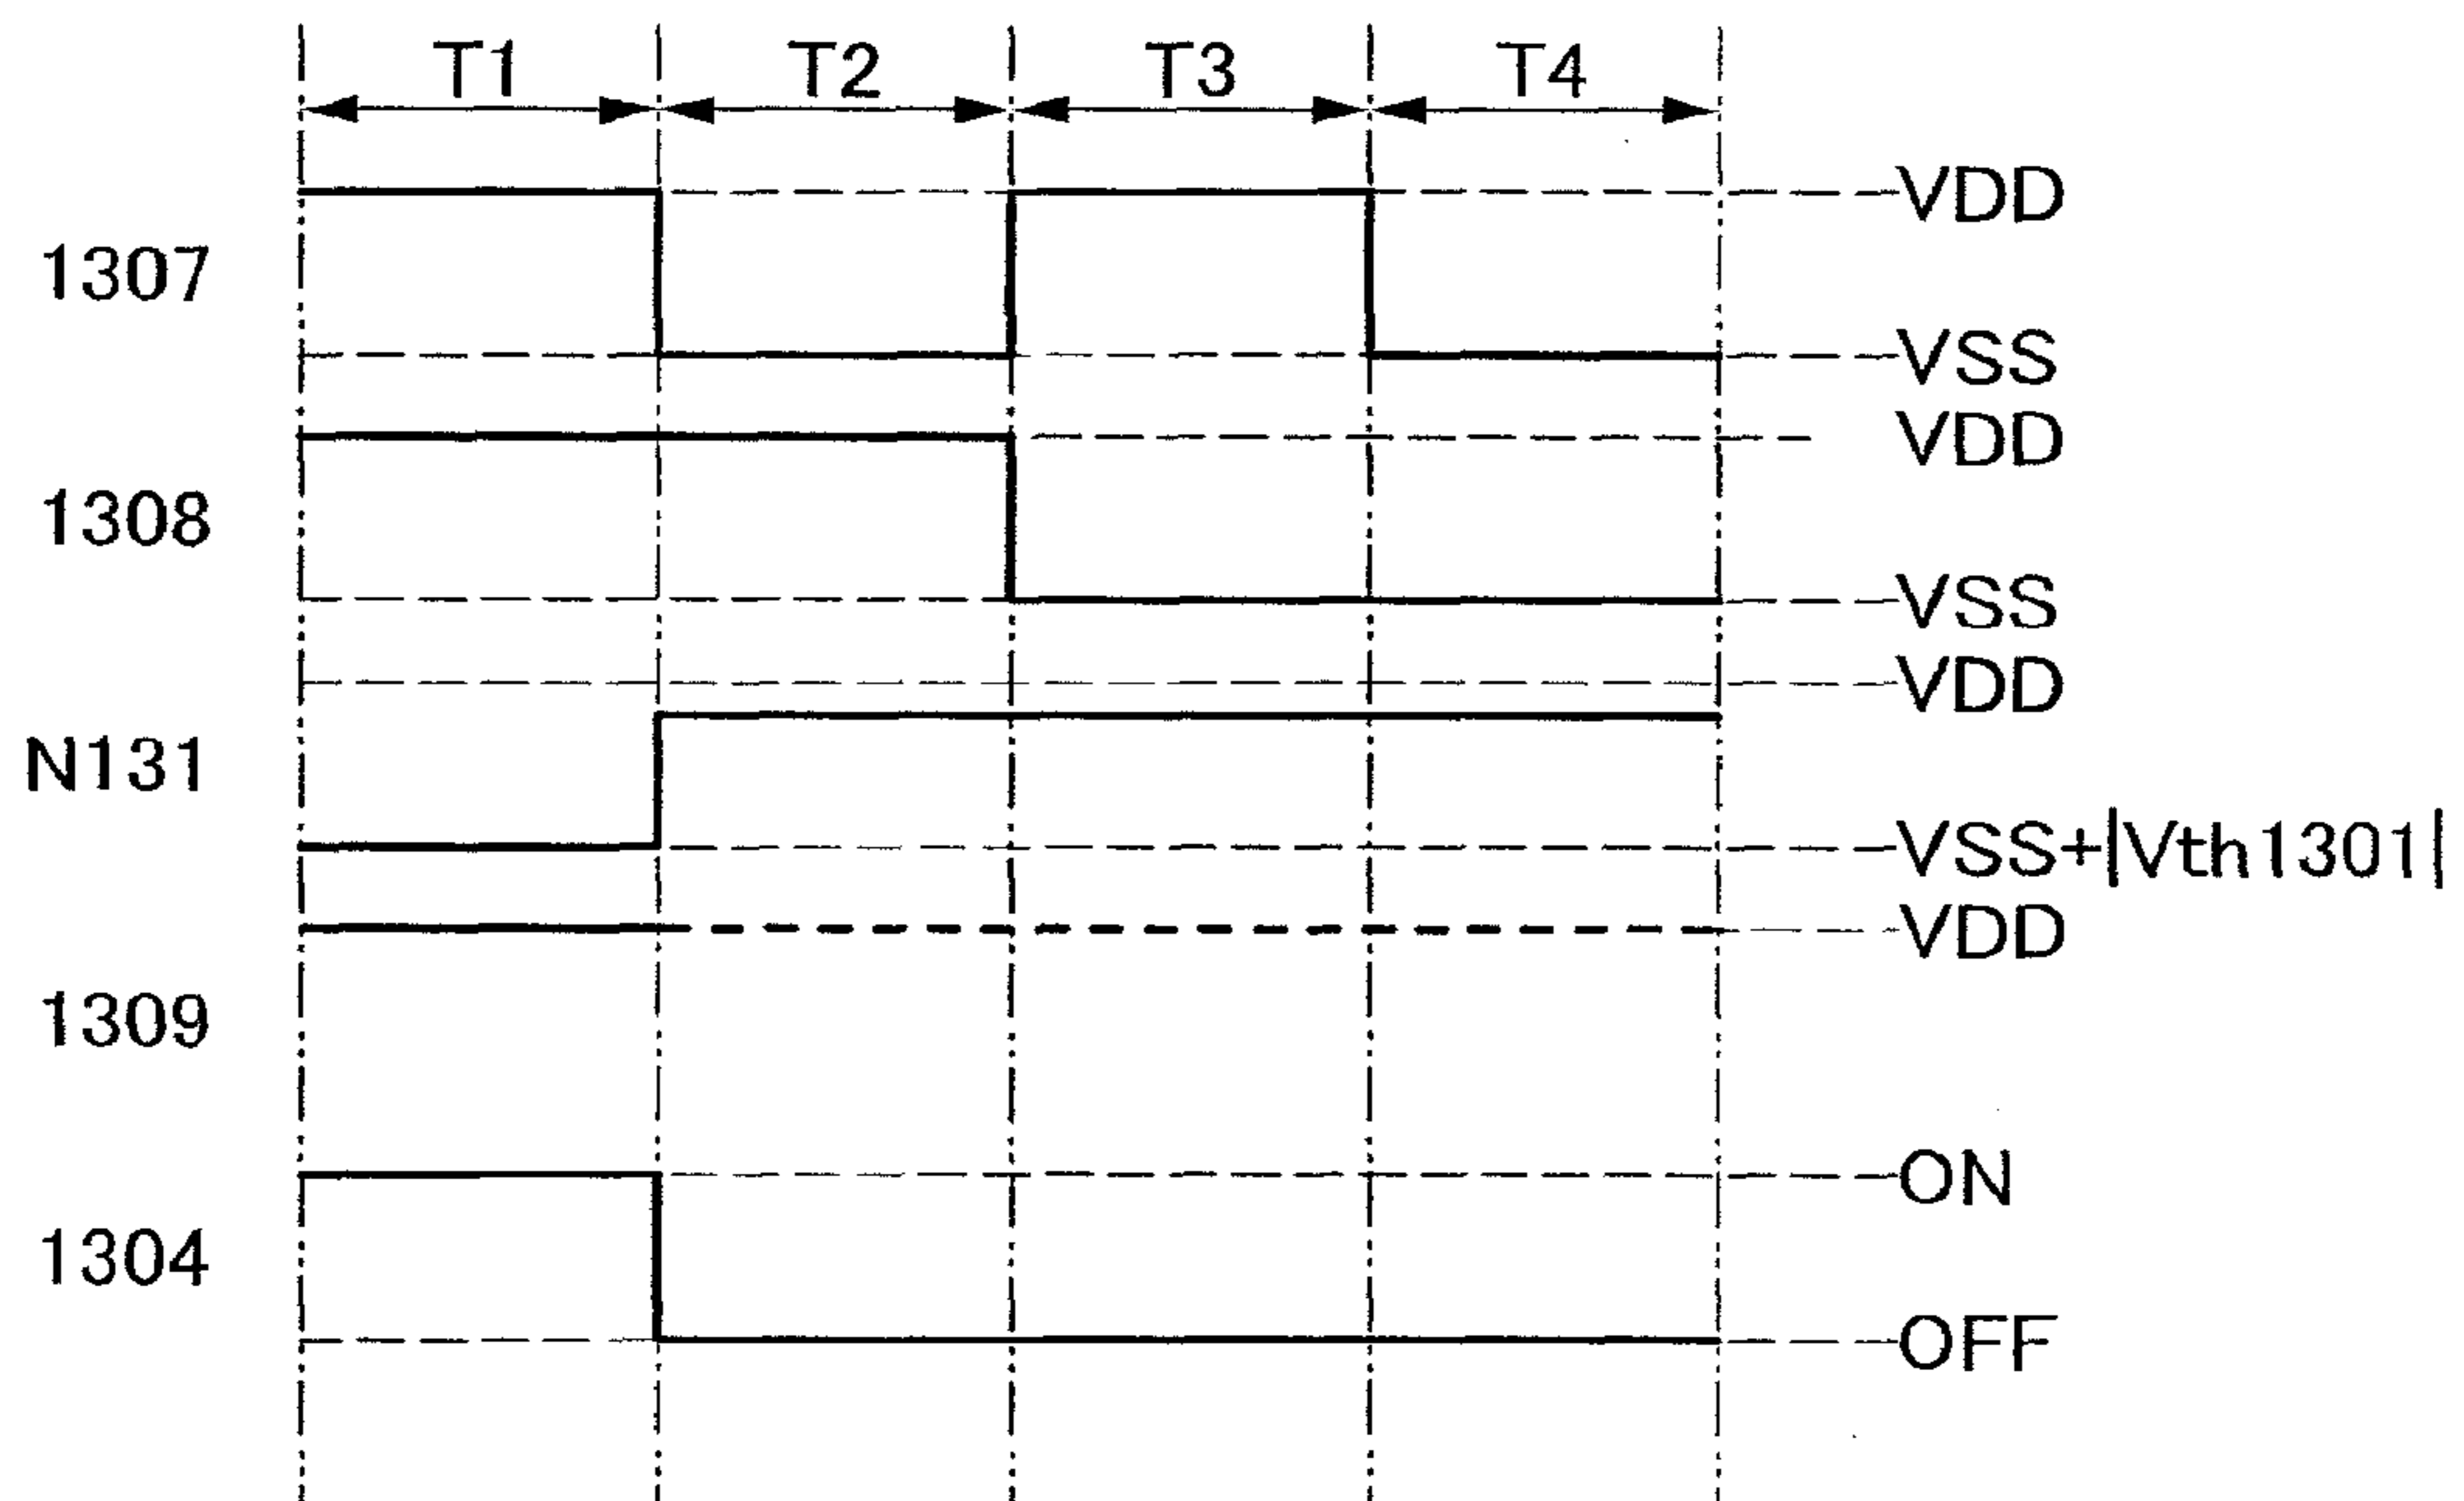 T1 T2 T3 T4
VDD
1307
VSS
VDD
1308
VSS
VDD
N131
VSS+|Vth1301|
VDD
1309
ON
1304
OFF